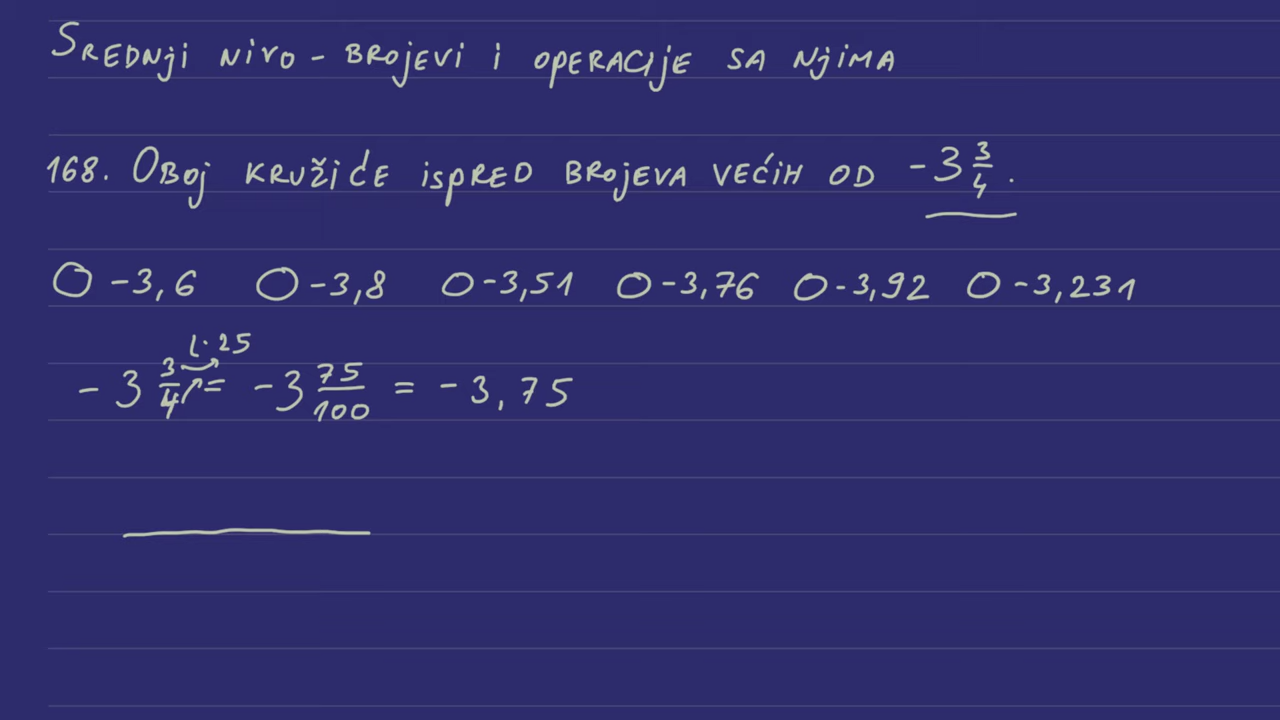 SREDNji NIVO - BROjEVI I OPERACIjE SA NjIMA
168. OBOj KRUŽIĆE ISPRED BROjEVA VEĆIH OD -3 3/4.
○ -3,6 ○ -3,8 ○ -3,51 ○ -3,76 ○ -3,92 ○ -3,231
l·25
-3 3/4 = -3 75/100 = -3,75